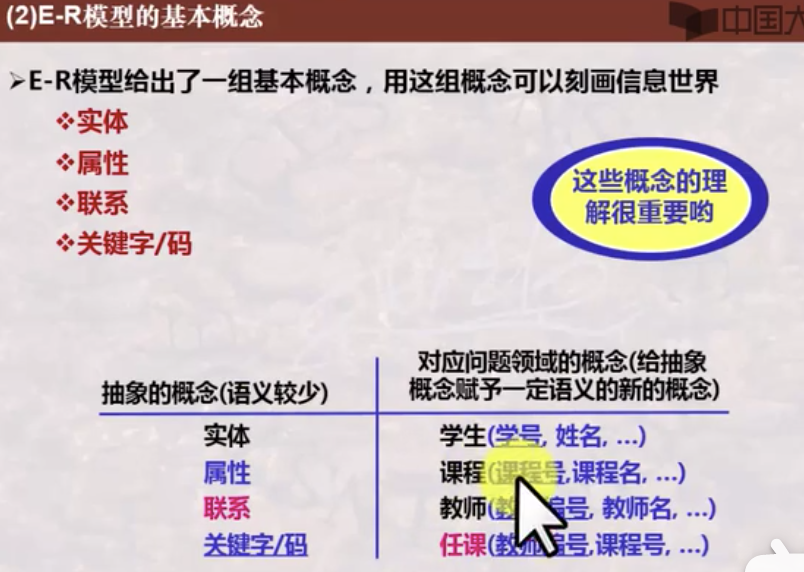 (2)E-R模型的基本概念
中国大
➢E-R模型给出了一组基本概念，用这组概念可以刻画信息世界
❖实体
❖属性
❖联系
❖关键字/码
这些概念的理
解很重要哟
抽象的概念(语义较少)
对应问题领域的概念(给抽象
概念赋予一定语义的新的概念)
实体
学生(学号, 姓名, ...)
属性
课程(课程号,课程名, ...)
联系
教师(教 编号, 教师名, ...)
关键字/码
任课(教师编号,课程号, ...)